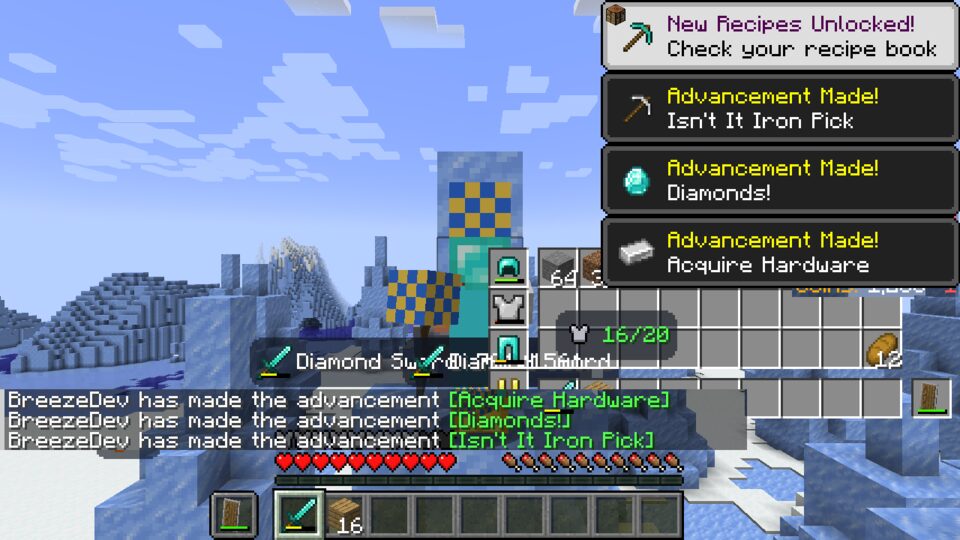 New Recipes Unlocked!
Check your recipe book
Advancement Made!
Isn't It Iron Pick
Advancement Made!
Diamonds!
Advancement Made!
Acquire Hardware
64
16/20
Diamond
12
BreezeDev has made the advancement [Acquire Hardware]
BreezeDev has made the advancement [Diamonds!]
BreezeDev has made the advancement [Isn't It Iron Pick]
16